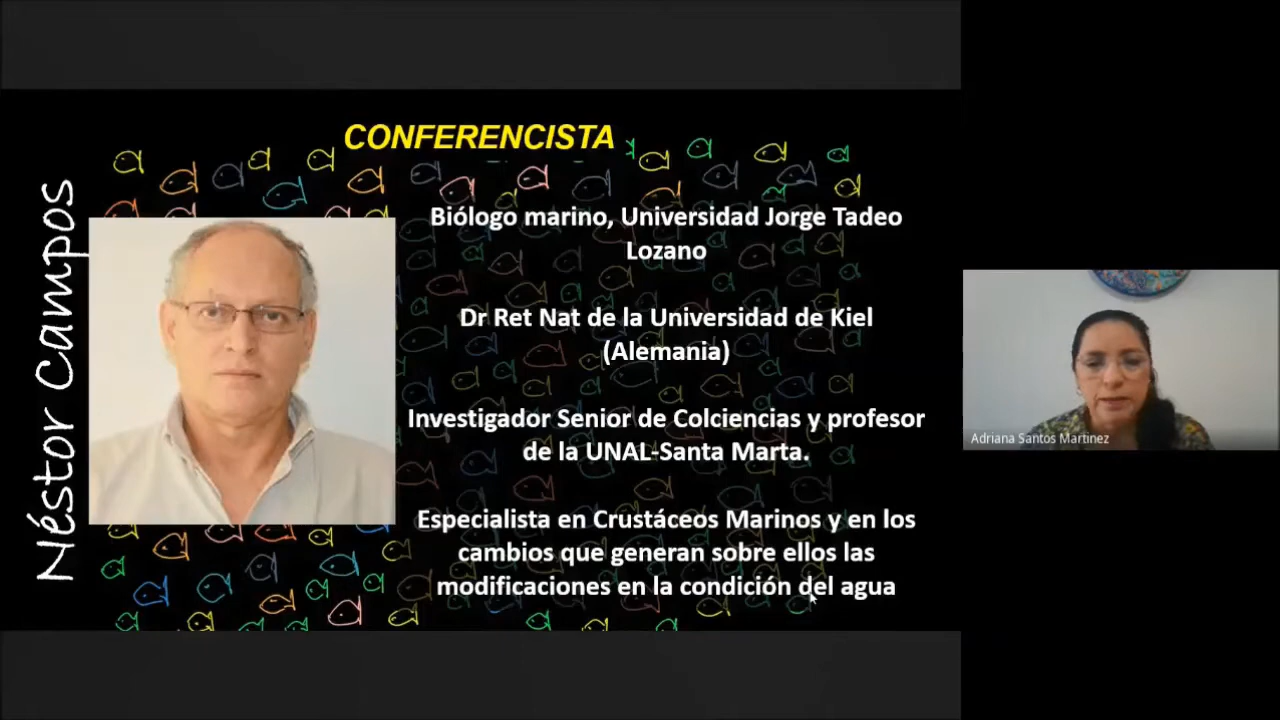 CONFERENCISTA
Néstor Campos
Biólogo marino, Universidad Jorge Tadeo
Lozano
Dr Ret Nat de la Universidad de Kiel
(Alemania)
Investigador Senior de Colciencias y profesor
de la UNAL-Santa Marta.
Especialista en Crustáceos Marinos y en los
cambios que generan sobre ellos las
modificaciones en la condición del agua
Adriana Santos Martinez